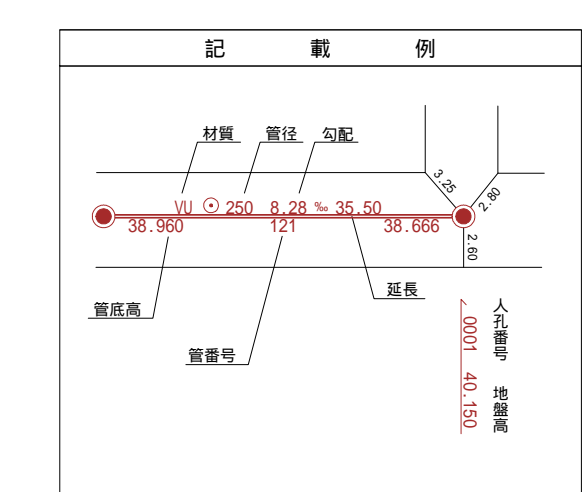 記 載 例
材質 管径 勾配
3.25
2.80
VU 250 8.28 ‰ 35.50
38.960 121 38.666
2.60
延長
管底高
管番号
人孔番号 地盤高
0001 40.150